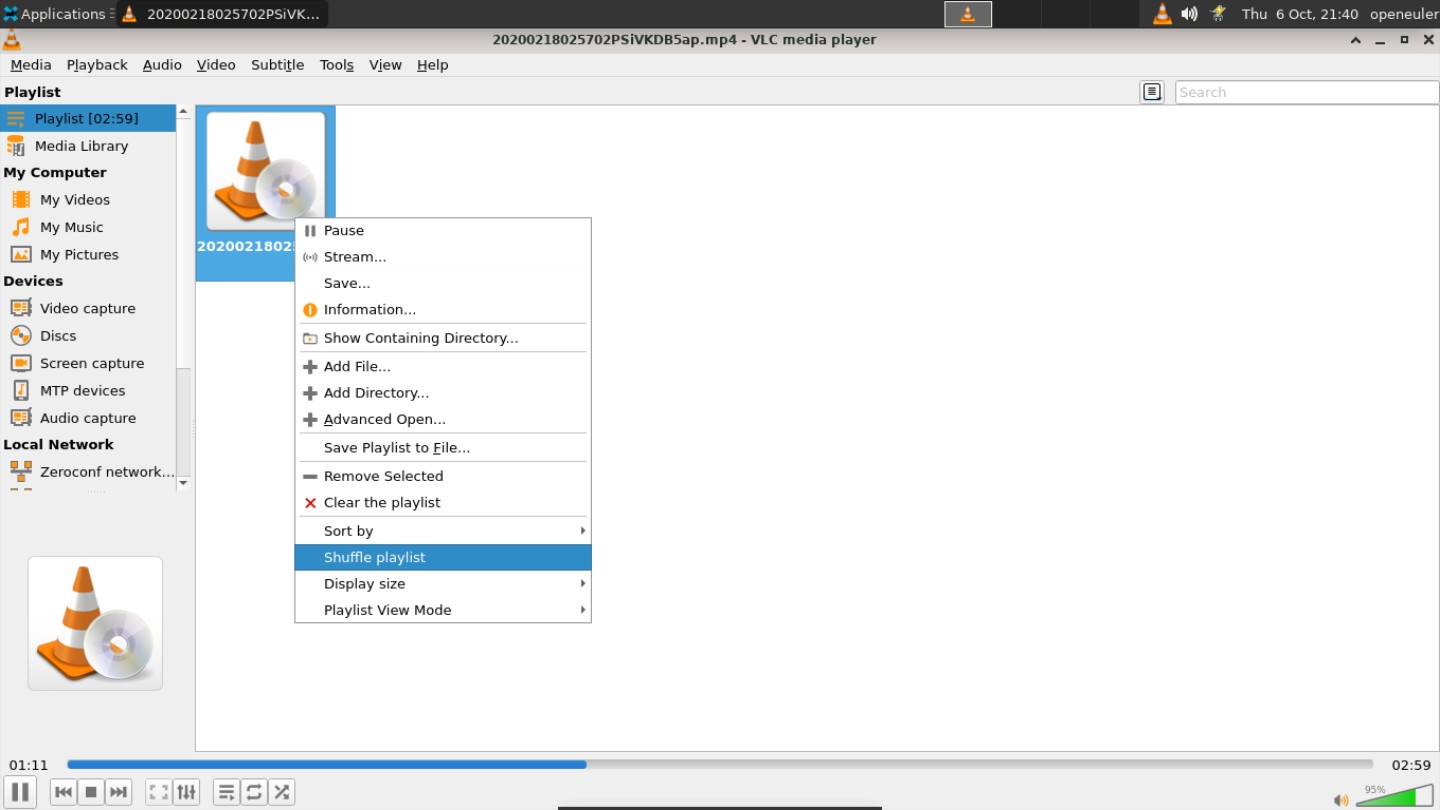 Applications
20200218025702PSiVK...
Thu 6 Oct, 21:40
openeuler
20200218025702PSiVKDB5ap.mp4 - VLC media player
Media Playback Audio Video Subtitle Tools View Help
Playlist
Search
Playlist [02:59]
Media Library
My Computer
My Videos
My Music
My Pictures
Devices
Video capture
Discs
Screen capture
MTP devices
Audio capture
Local Network
Zeroconf network...
Pause
Stream...
Save...
Information...
Show Containing Directory...
Add File...
Add Directory...
Advanced Open...
Save Playlist to File...
Remove Selected
Clear the playlist
Sort by
Shuffle playlist
Display size
Playlist View Mode
01:11
02:59
95%